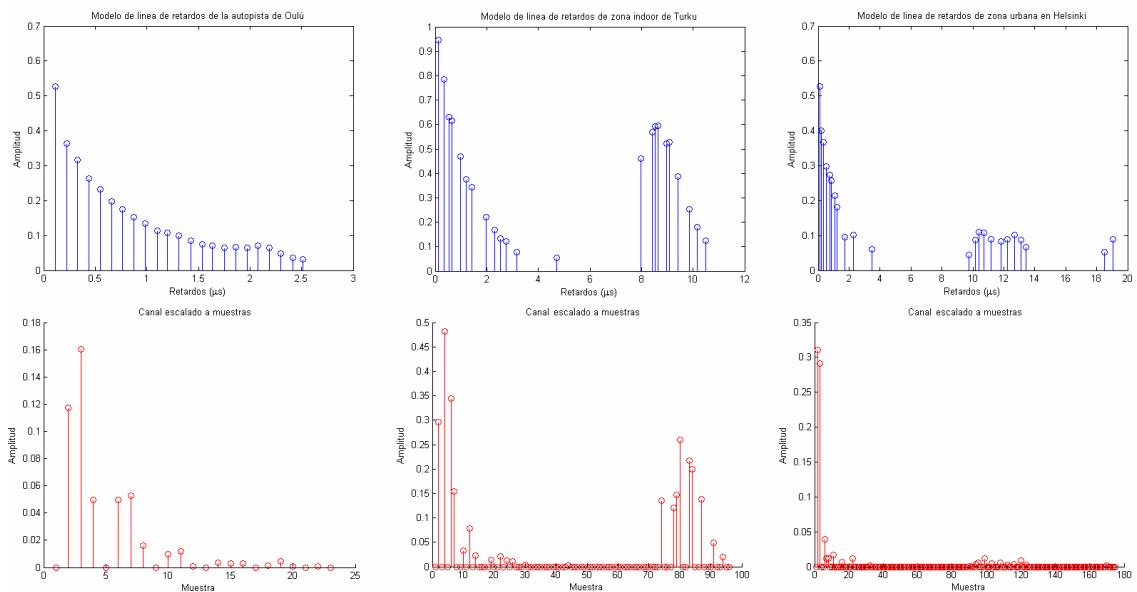 Modelo de linea de retardos de la autopista de Oulú
0.7
0.6
0.5
0.4
0.3
0.2
0.1
0
Amplitud
0 0.5 1 1.5 2 2.5 3
Retardos (µs)
Modelo de linea de retardos de zona indoor de Turku
1
0.9
0.8
0.7
0.6
0.5
0.4
0.3
0.2
0.1
0
Amplitud
0 2 4 6 8 10 12
Retardos (µs)
Modelo de linea de retardos de zona urbana en Helsinki
0.7
0.6
0.5
0.4
0.3
0.2
0.1
0
Amplitud
0 2 4 6 8 10 12 14 16 18 20
Retardos (µs)
Canal escalado a muestras
0.18
0.16
0.14
0.12
0.1
0.08
0.06
0.04
0.02
0
Amplitud
0 5 10 15 20 25
Muestra
Canal escalado a muestras
0.5
0.45
0.4
0.35
0.3
0.25
0.2
0.15
0.1
0.05
0
Amplitud
0 10 20 30 40 50 60 70 80 90 100
Muestra
Canal escalado a muestras
0.35
0.3
0.25
0.2
0.15
0.1
0.05
0
Amplitud
0 20 40 60 80 100 120 140 160 180
Muestra